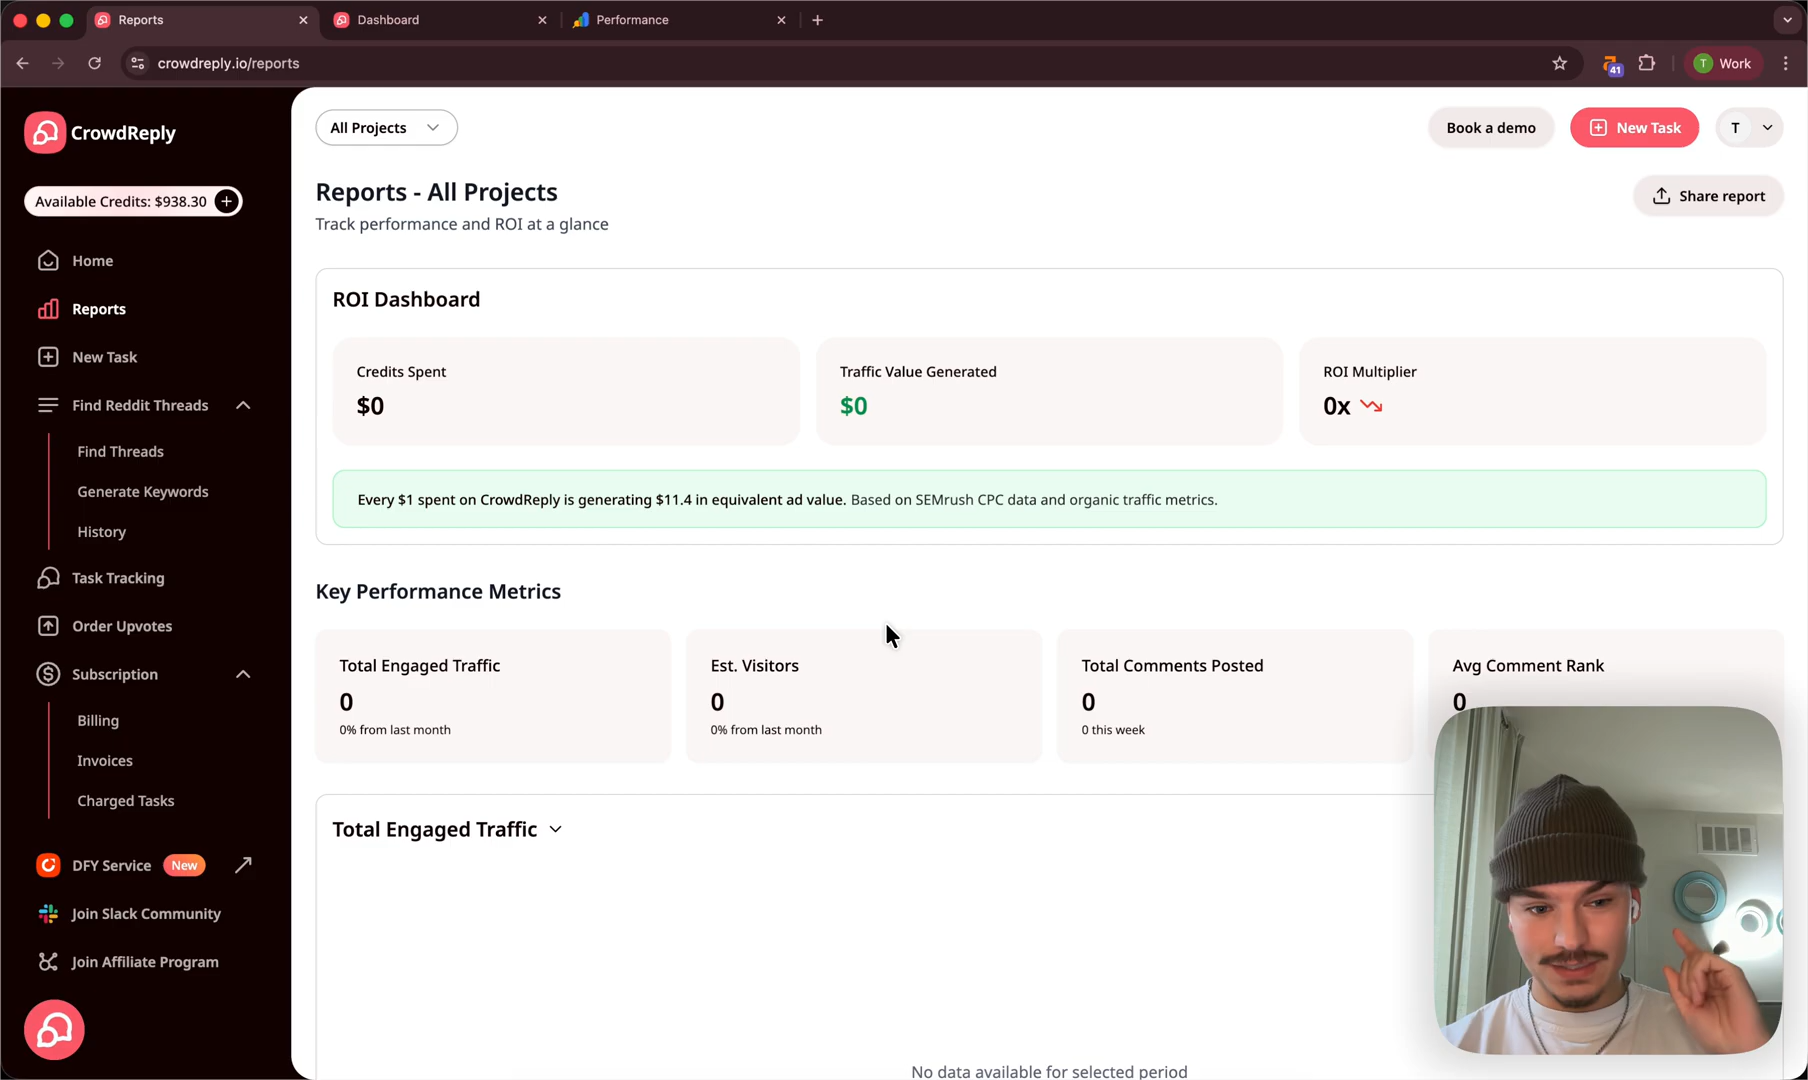 Reports
Dashboard
Performance
crowdreply.io/reports
41
T
Work
CrowdReply
Available Credits: $938.30
Home
Reports
New Task
Find Reddit Threads
Find Threads
Generate Keywords
History
Task Tracking
Order Upvotes
Subscription
Billing
Invoices
Charged Tasks
DFY Service
New
Join Slack Community
Join Affiliate Program
All Projects
Book a demo
New Task
T
Reports - All Projects
Track performance and ROI at a glance
Share report
ROI Dashboard
Credits Spent
$0
Traffic Value Generated
$0
ROI Multiplier
0x
Every $1 spent on CrowdReply is generating $11.4 in equivalent ad value. Based on SEMrush CPC data and organic traffic metrics.
Key Performance Metrics
Total Engaged Traffic
0
0% from last month
Est. Visitors
0
0% from last month
Total Comments Posted
0
0 this week
Avg Comment Rank
0
Total Engaged Traffic
No data available for selected period